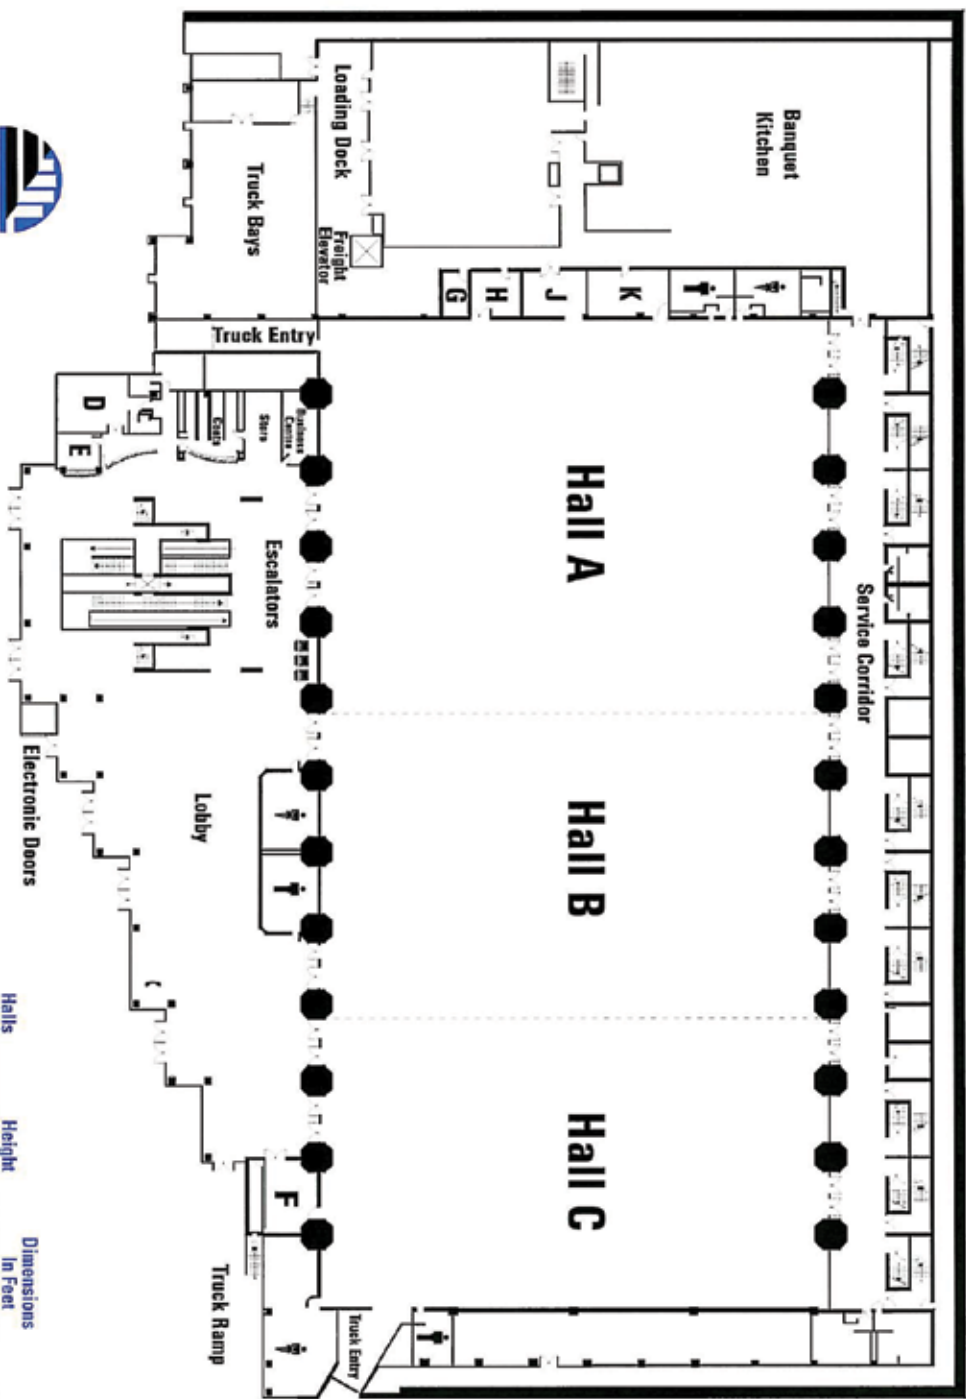 Banquet
Kitchen
Loading Dock
Truck Bays
Freight
Elevator
G
H
J
K
Truck Entry
D
E
Coats
Store
Business
Centre
Hall A
Escalators
Service Corridor
Electronic Doors
Lobby
Hall B
Hall C
F
Truck Ramp
Truck Entry
Halls
Height
Dimensions
In Feet